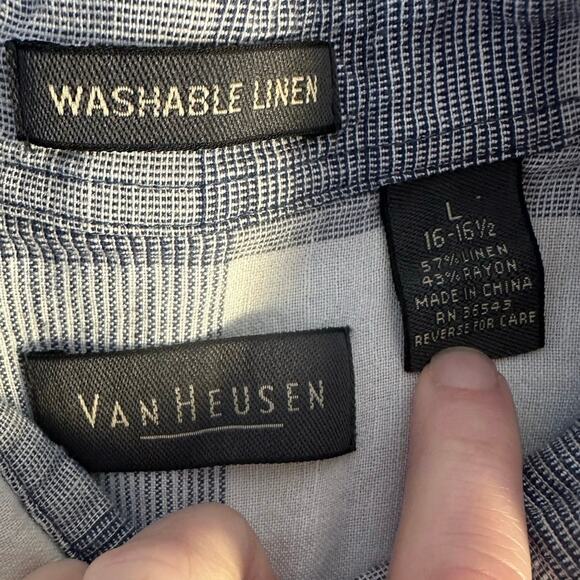 WASHABLE LINEN
L
16-16½
57% LINEN
43% RAYON
MADE IN CHINA
RN 36543
REVERSE FOR CARE
VAN HEUSEN